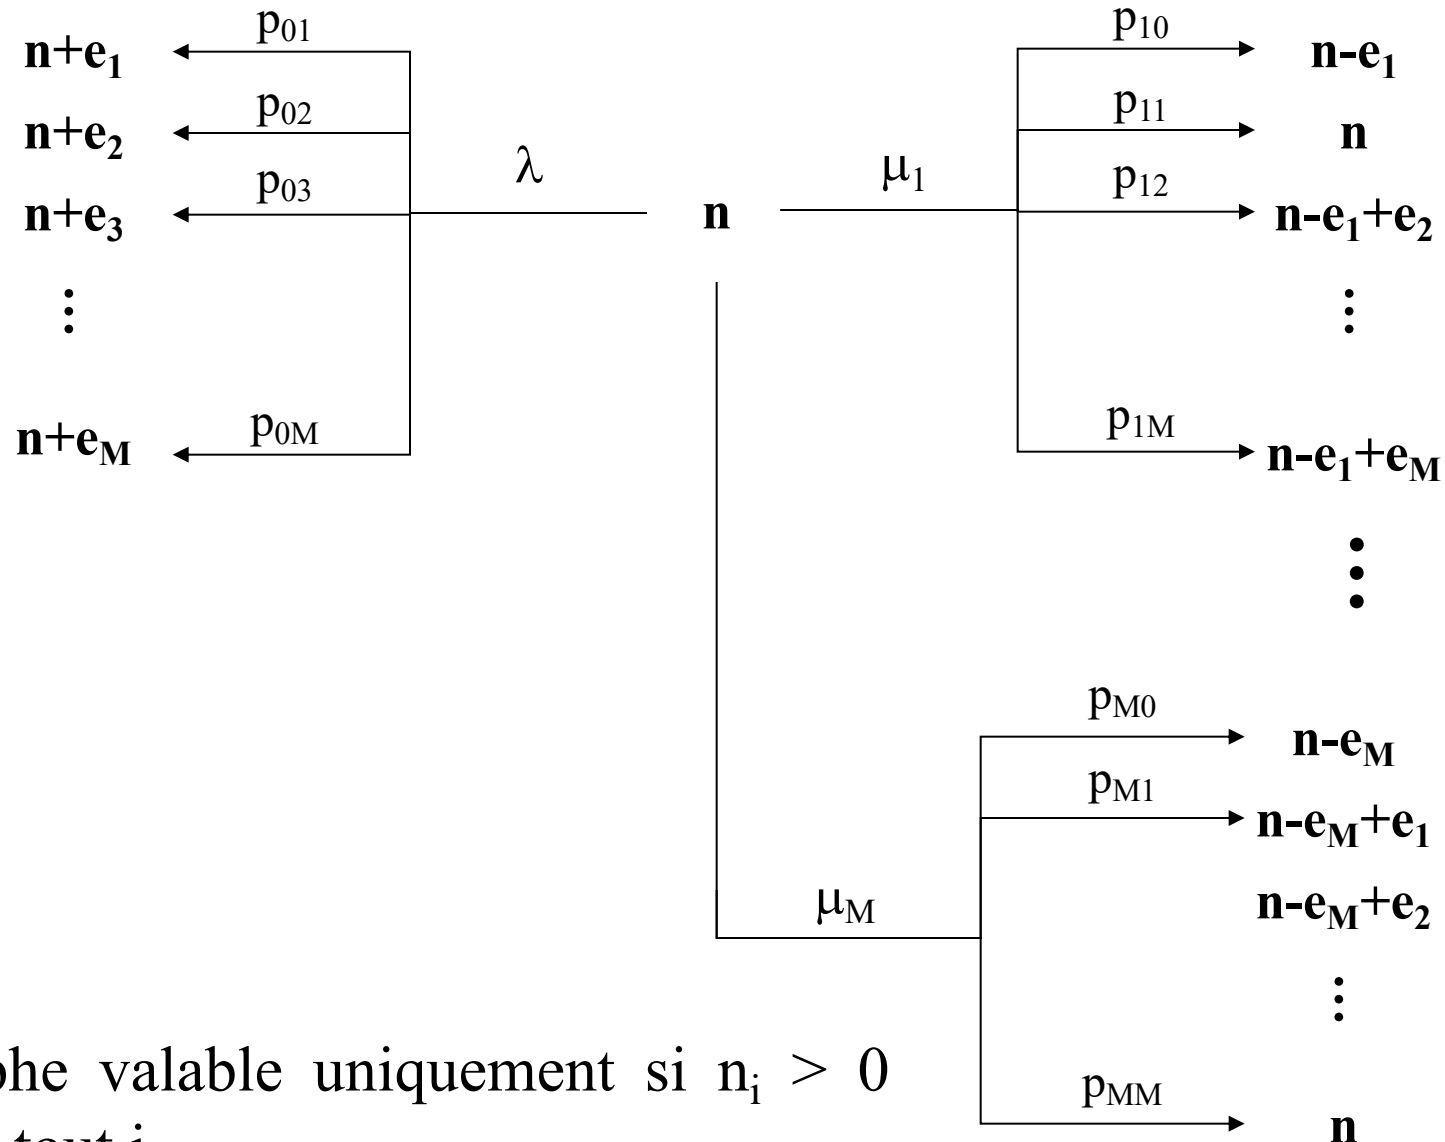 p₀₁
n+e₁
p₀₂
n+e₂
p₀₃
n+e₃
⋮
p₀M
n+eM
λ
n
μ₁
p₁₀
n-e₁
p₁₁
n
p₁₂
n-e₁+e₂
⋮
p₁M
n-e₁+eM
⋮
μM
pM₀
n-eM
pM₁
n-eM+e₁
n-eM+e₂
⋮
pMM
n
valable uniquement si nᵢ > 0